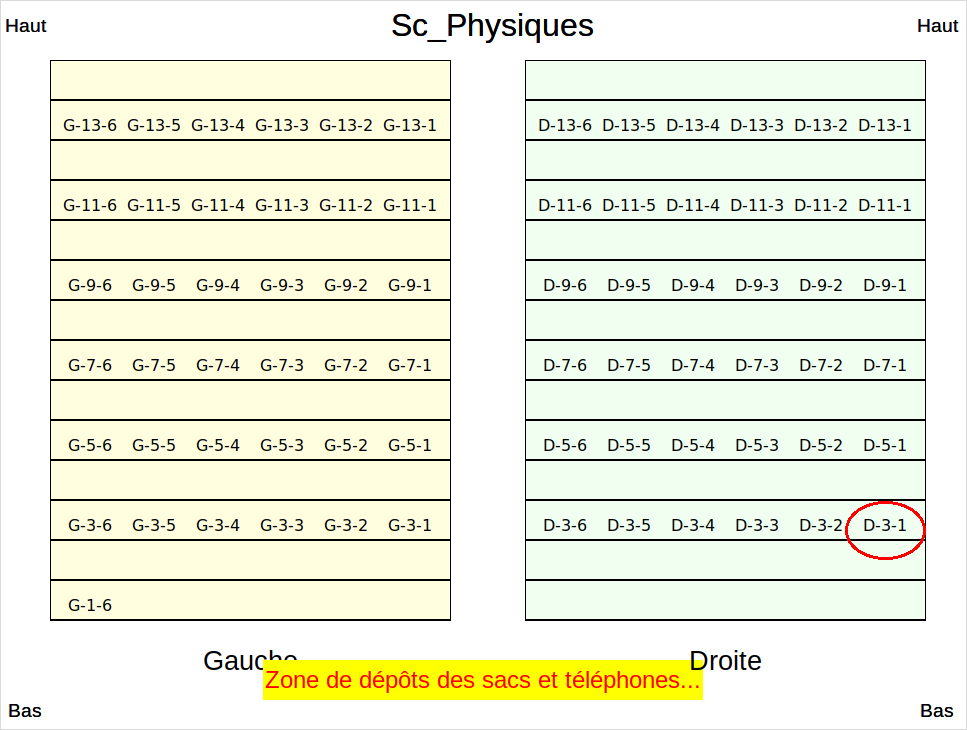 Sc_Physiques
Haut Haut
G-13-6 G-13-5 G-13-4 G-13-3 G-13-2 G-13-1 D-13-6 D-13-5 D-13-4 D-13-3 D-13-2 D-13-1
G-11-6 G-11-5 G-11-4 G-11-3 G-11-2 G-11-1 D-11-6 D-11-5 D-11-4 D-11-3 D-11-2 D-11-1
G-9-6 G-9-5 G-9-4 G-9-3 G-9-2 G-9-1 D-9-6 D-9-5 D-9-4 D-9-3 D-9-2 D-9-1
G-7-6 G-7-5 G-7-4 G-7-3 G-7-2 G-7-1 D-7-6 D-7-5 D-7-4 D-7-3 D-7-2 D-7-1
G-5-6 G-5-5 G-5-4 G-5-3 G-5-2 G-5-1 D-5-6 D-5-5 D-5-4 D-5-3 D-5-2 D-5-1
G-3-6 G-3-5 G-3-4 G-3-3 G-3-2 G-3-1 D-3-6 D-3-5 D-3-4 D-3-3 D-3-2 D-3-1
G-1-6
Gauche Droite
Zone de dépôts des sacs et téléphones...
Bas Bas